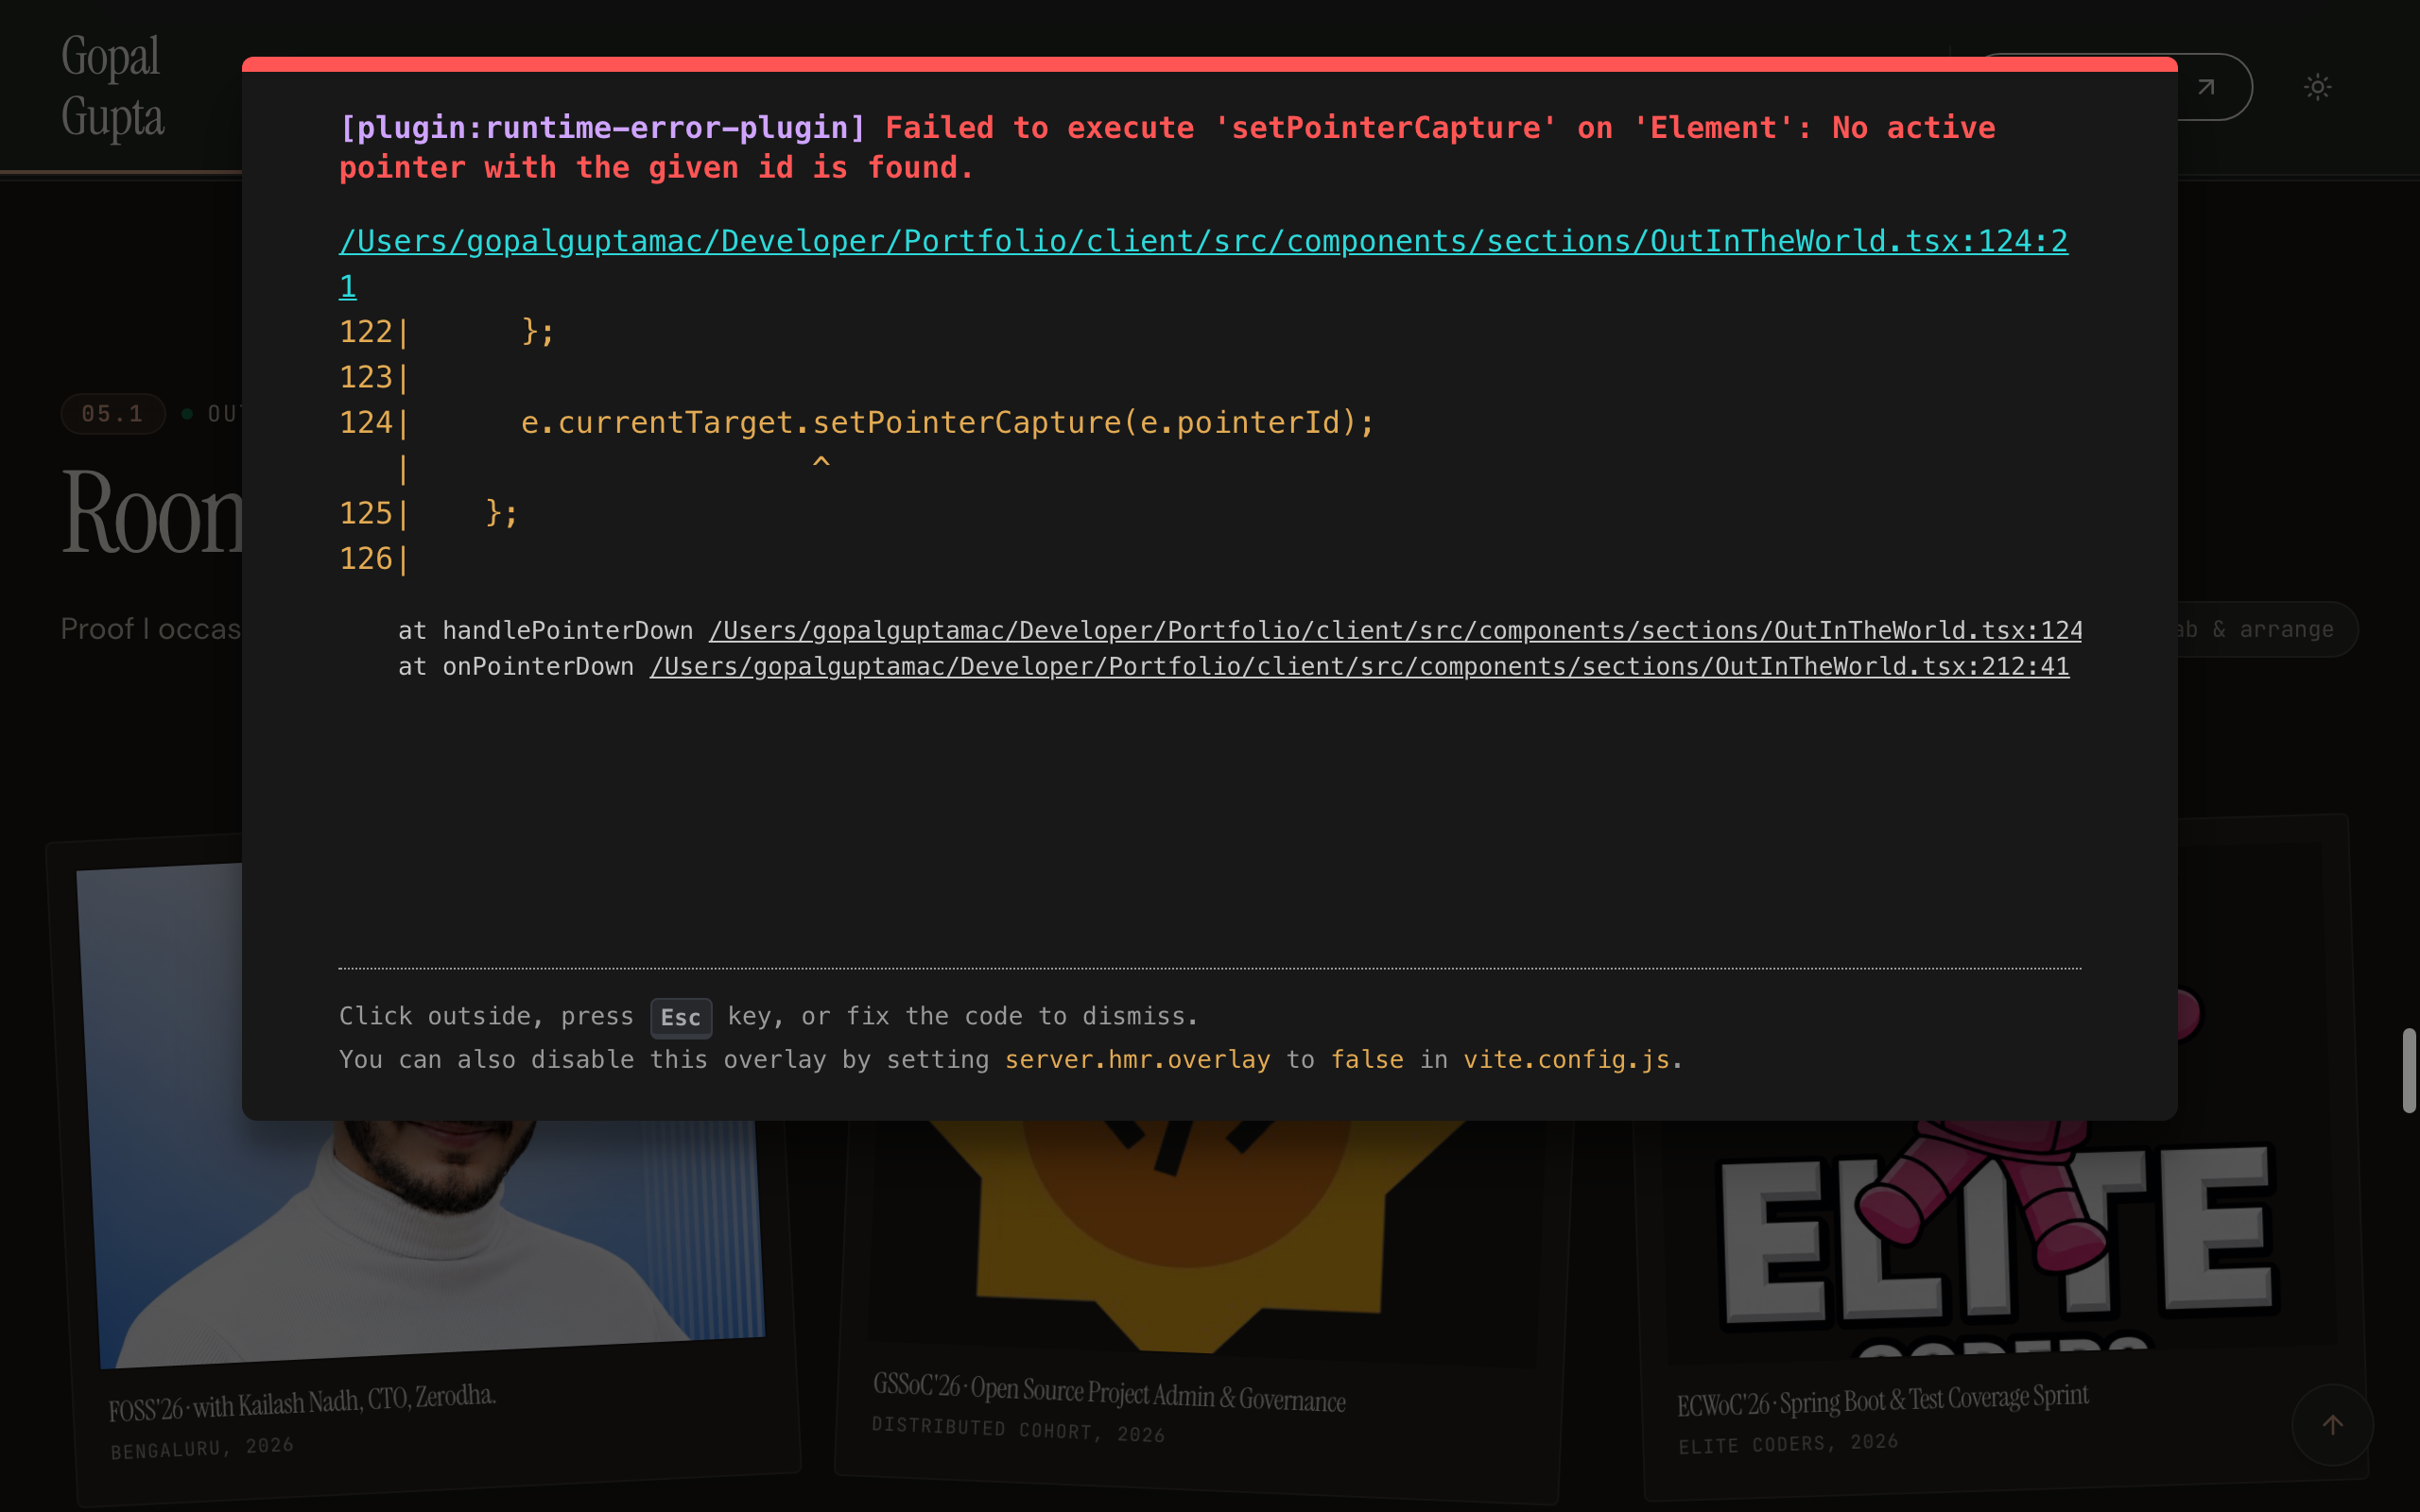 Gopal
Gupta
[plugin:runtime-error-plugin] Failed to execute 'setPointerCapture' on 'Element': No active
pointer with the given id is found.
/Users/gopalguptamac/Developer/Portfolio/client/src/components/sections/OutInTheWorld.tsx:124:2
1
122|      };
123|
124|      e.currentTarget.setPointerCapture(e.pointerId);
   |                      ^
125|    };
126|
05.1 OUT
Room
Proof I occas
ab & arrange
at handlePointerDown /Users/gopalguptamac/Developer/Portfolio/client/src/components/sections/OutInTheWorld.tsx:124
at onPointerDown /Users/gopalguptamac/Developer/Portfolio/client/src/components/sections/OutInTheWorld.tsx:212:41
Click outside, press Esc key, or fix the code to dismiss.
You can also disable this overlay by setting server.hmr.overlay to false in vite.config.js.
ELITE
FOSS'26 · with Kailash Nadh, CTO, Zerodha.
BENGALURU, 2026
GSSoC'26 · Open Source Project Admin & Governance
DISTRIBUTED COHORT, 2026
ECWoC'26 · Spring Boot & Test Coverage Sprint
ELITE CODERS, 2026